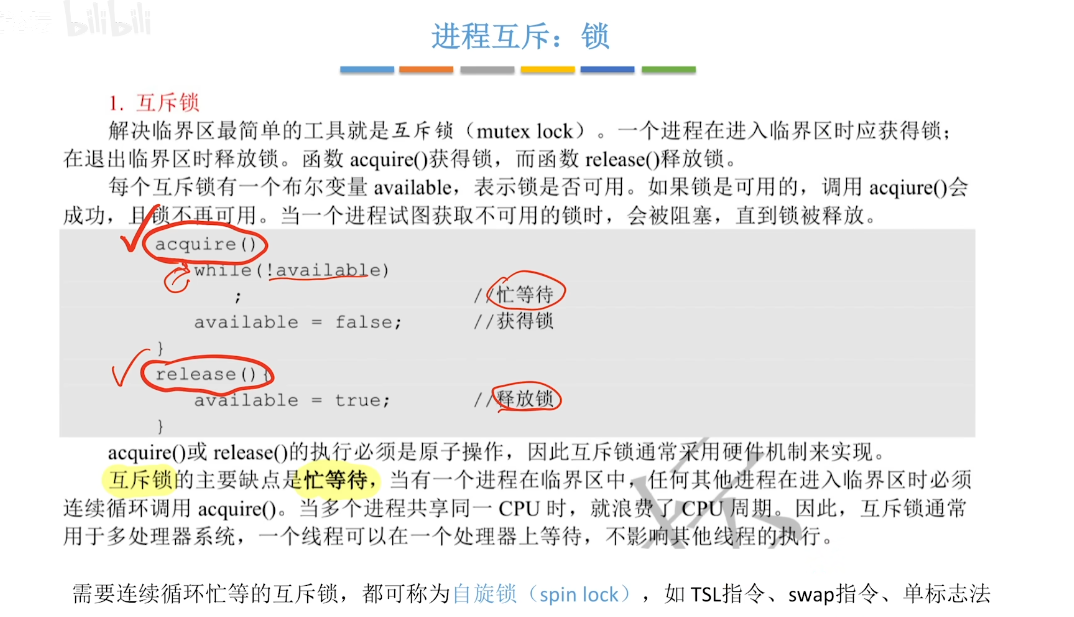 bilibili
进程互斥：锁
1. 互斥锁
解决临界区最简单的工具就是互斥锁（mutex lock）。一个进程在进入临界区时应获得锁；
在退出临界区时释放锁。函数 acquire()获得锁，而函数 release()释放锁。
每个互斥锁有一个布尔变量 available，表示锁是否可用。如果锁是可用的，调用 acqiure()会
成功，且锁不再可用。当一个进程试图获取不可用的锁时，会被阻塞，直到锁被释放。
acquire()
while(!available)
; //忙等待
available = false; //获得锁
}
release(){
available = true; //释放锁
}
acquire()或 release()的执行必须是原子操作，因此互斥锁通常采用硬件机制来实现。
互斥锁的主要缺点是忙等待，当有一个进程在临界区中，任何其他进程在进入临界区时必须
连续循环调用 acquire()。当多个进程共享同一 CPU 时，就浪费了 CPU 周期。因此，互斥锁通常
用于多处理器系统，一个线程可以在一个处理器上等待，不影响其他线程的执行。
需要连续循环忙等的互斥锁，都可称为自旋锁（spin lock），如 TSL指令、swap指令、单标志法